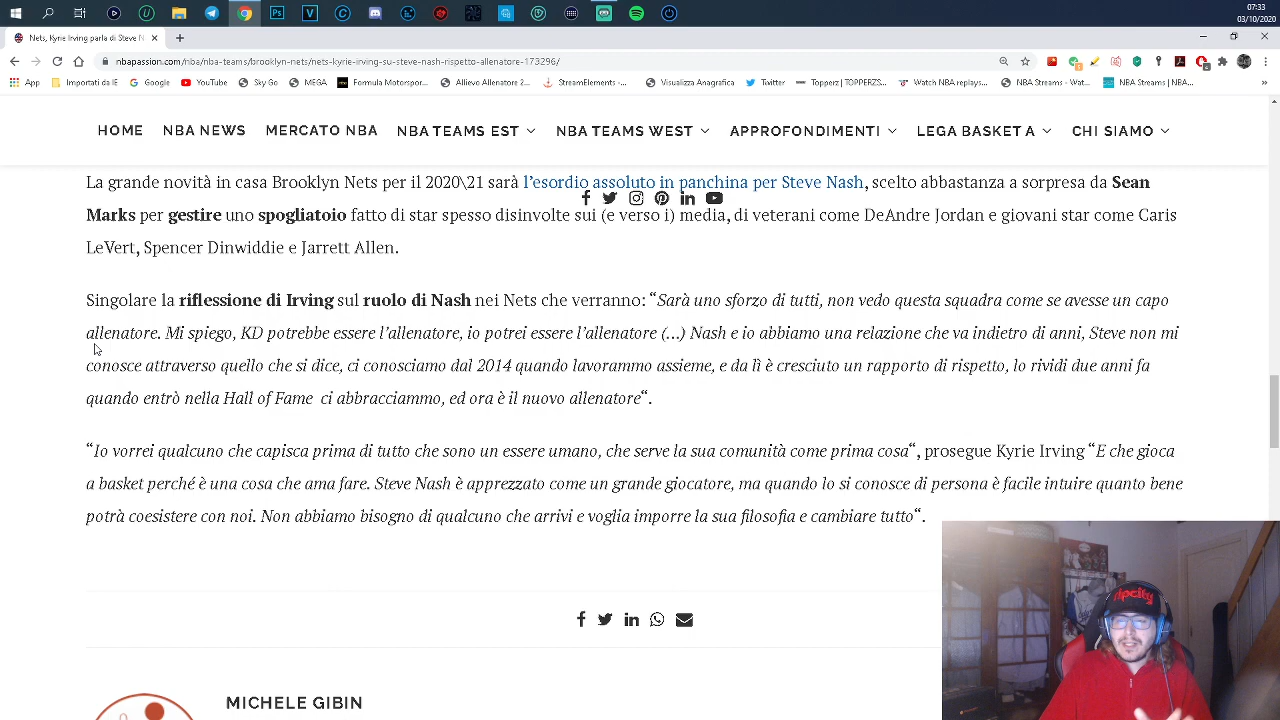 07:33
03/10/2020
Nets, Kyrie Irving parla di Steve N
nbapassion.com/nba/nba-teams/brooklyn-nets/nets-kyrie-irving-su-steve-nash-rispetto-allenatore-173296/
App Importati da IE Google YouTube Sky Go MEGA Formula Motorspor... Allievo Allenatore 2... StreamElements -... Visualizza Anagrafica Twitter Topperz | TOPPERZS... Watch NBA replays... NBA Streams - Wat... NBA Streams | NBA...
HOME NBA NEWS MERCATO NBA NBA TEAMS EST NBA TEAMS WEST APPROFONDIMENTI LEGA BASKET A CHI SIAMO
La grande novità in casa Brooklyn Nets per il 2020\21 sarà l'esordio assoluto in panchina per Steve Nash, scelto abbastanza a sorpresa da Sean
Marks per gestire uno spogliatoio fatto di star spesso disinvolte sui (e verso i) media, di veterani come DeAndre Jordan e giovani star come Caris
LeVert, Spencer Dinwiddie e Jarrett Allen.
Singolare la riflessione di Irving sul ruolo di Nash nei Nets che verranno: “Sarà uno sforzo di tutti, non vedo questa squadra come se avesse un capo
allenatore. Mi spiego, KD potrebbe essere l'allenatore, io potrei essere l'allenatore (…) Nash e io abbiamo una relazione che va indietro di anni, Steve non mi
conosce attraverso quello che si dice, ci conosciamo dal 2014 quando lavorammo assieme, e da lì è cresciuto un rapporto di rispetto, lo rividi due anni fa
quando entrò nella Hall of Fame ci abbracciammo, ed ora è il nuovo allenatore“.
“Io vorrei qualcuno che capisca prima di tutto che sono un essere umano, che serve la sua comunità come prima cosa“, prosegue Kyrie Irving “E che gioca
a basket perché è una cosa che ama fare. Steve Nash è apprezzato come un grande giocatore, ma quando lo si conosce di persona è facile intuire quanto bene
potrà coesistere con noi. Non abbiamo bisogno di qualcuno che arrivi e voglia imporre la sua filosofia e cambiare tutto“.
ripcity
MICHELE GIBIN